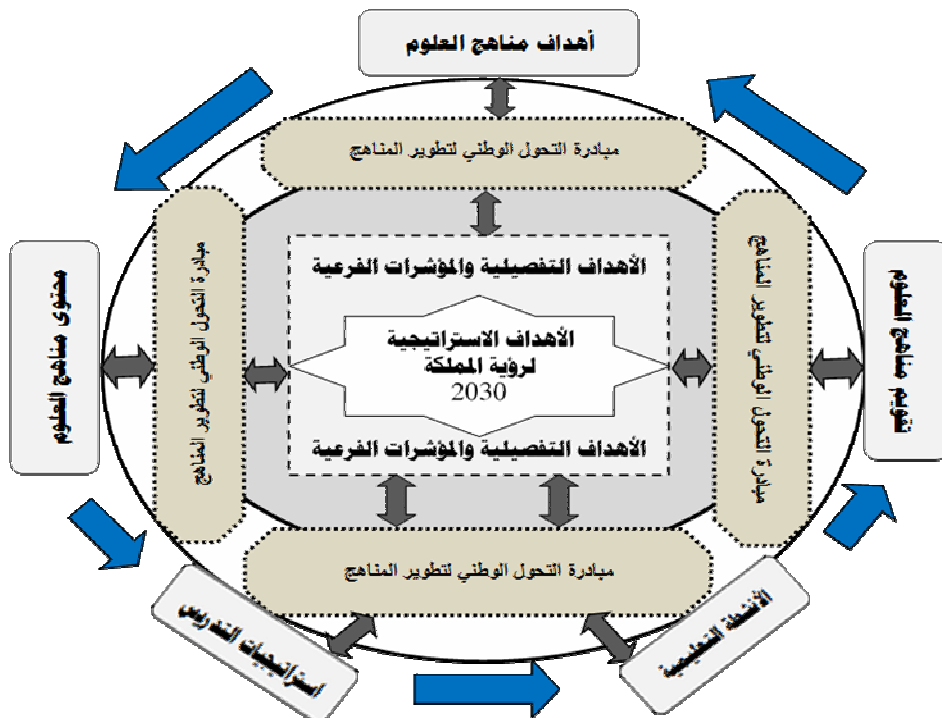 أهداف مناهج العلوم
مبادرة التحول الوطني لتطوير المناهج
تقويم مناهج العلوم
مبادرة التحول الوطني لتطوير المناهج
الأهداف التفصيلية والمؤشرات الفرعية
الأهداف الاستراتيجية
لرؤية المملكة
2030
الأهداف التفصيلية والمؤشرات الفرعية
مبادرة التحول الوطني لتطوير المناهج
محتوى مناهج العلوم
مبادرة التحول الوطني لتطوير المناهج
الأنشطة التعليمية
استراتيجيات التدريس